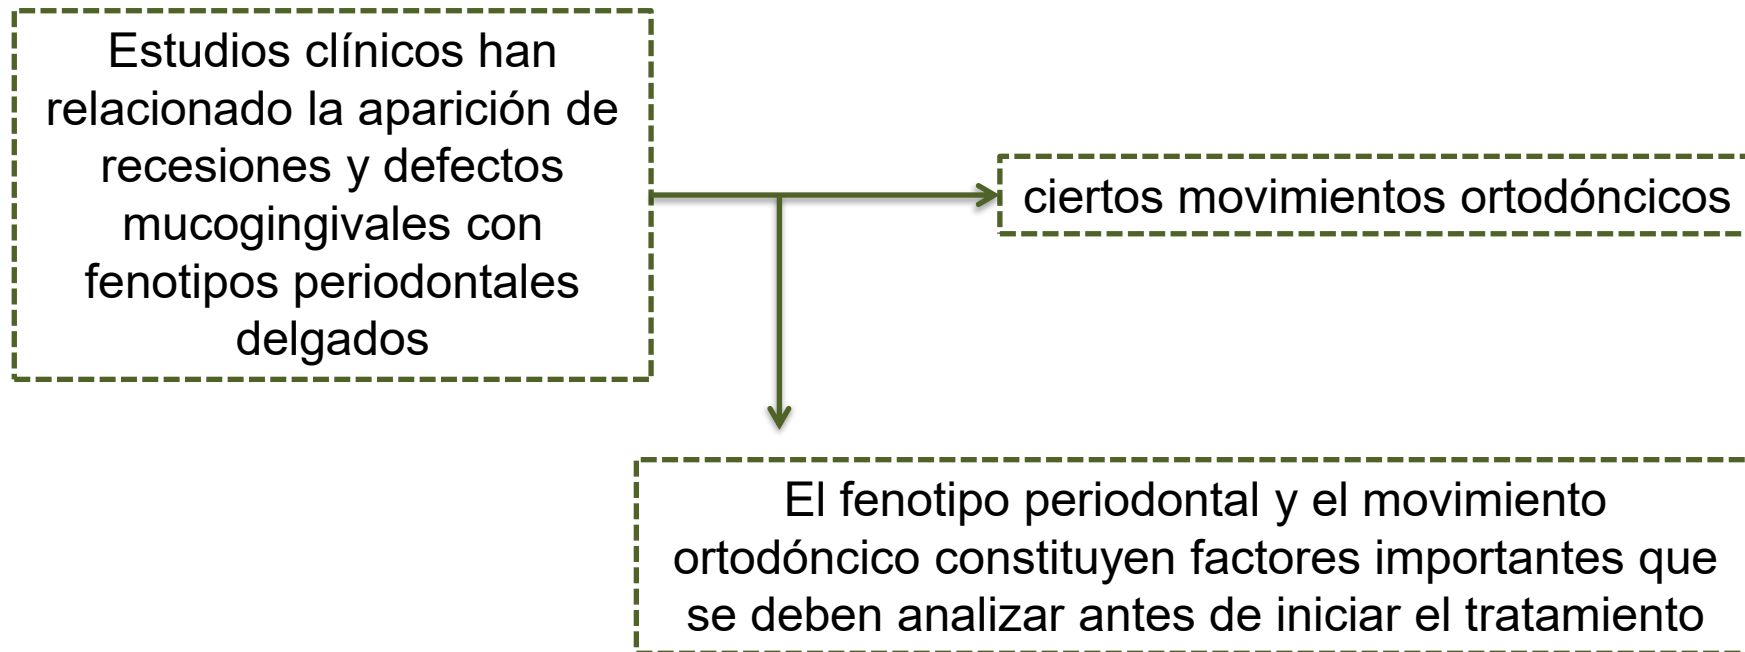 Estudios clínicos han
relacionado la aparición de
recesiones y defectos
mucogingivales con
fenotipos periodontales
delgados
ciertos movimientos ortodóncicos
El fenotipo periodontal y el movimiento
ortodóncico constituyen factores importantes que
se deben analizar antes de iniciar el tratamiento